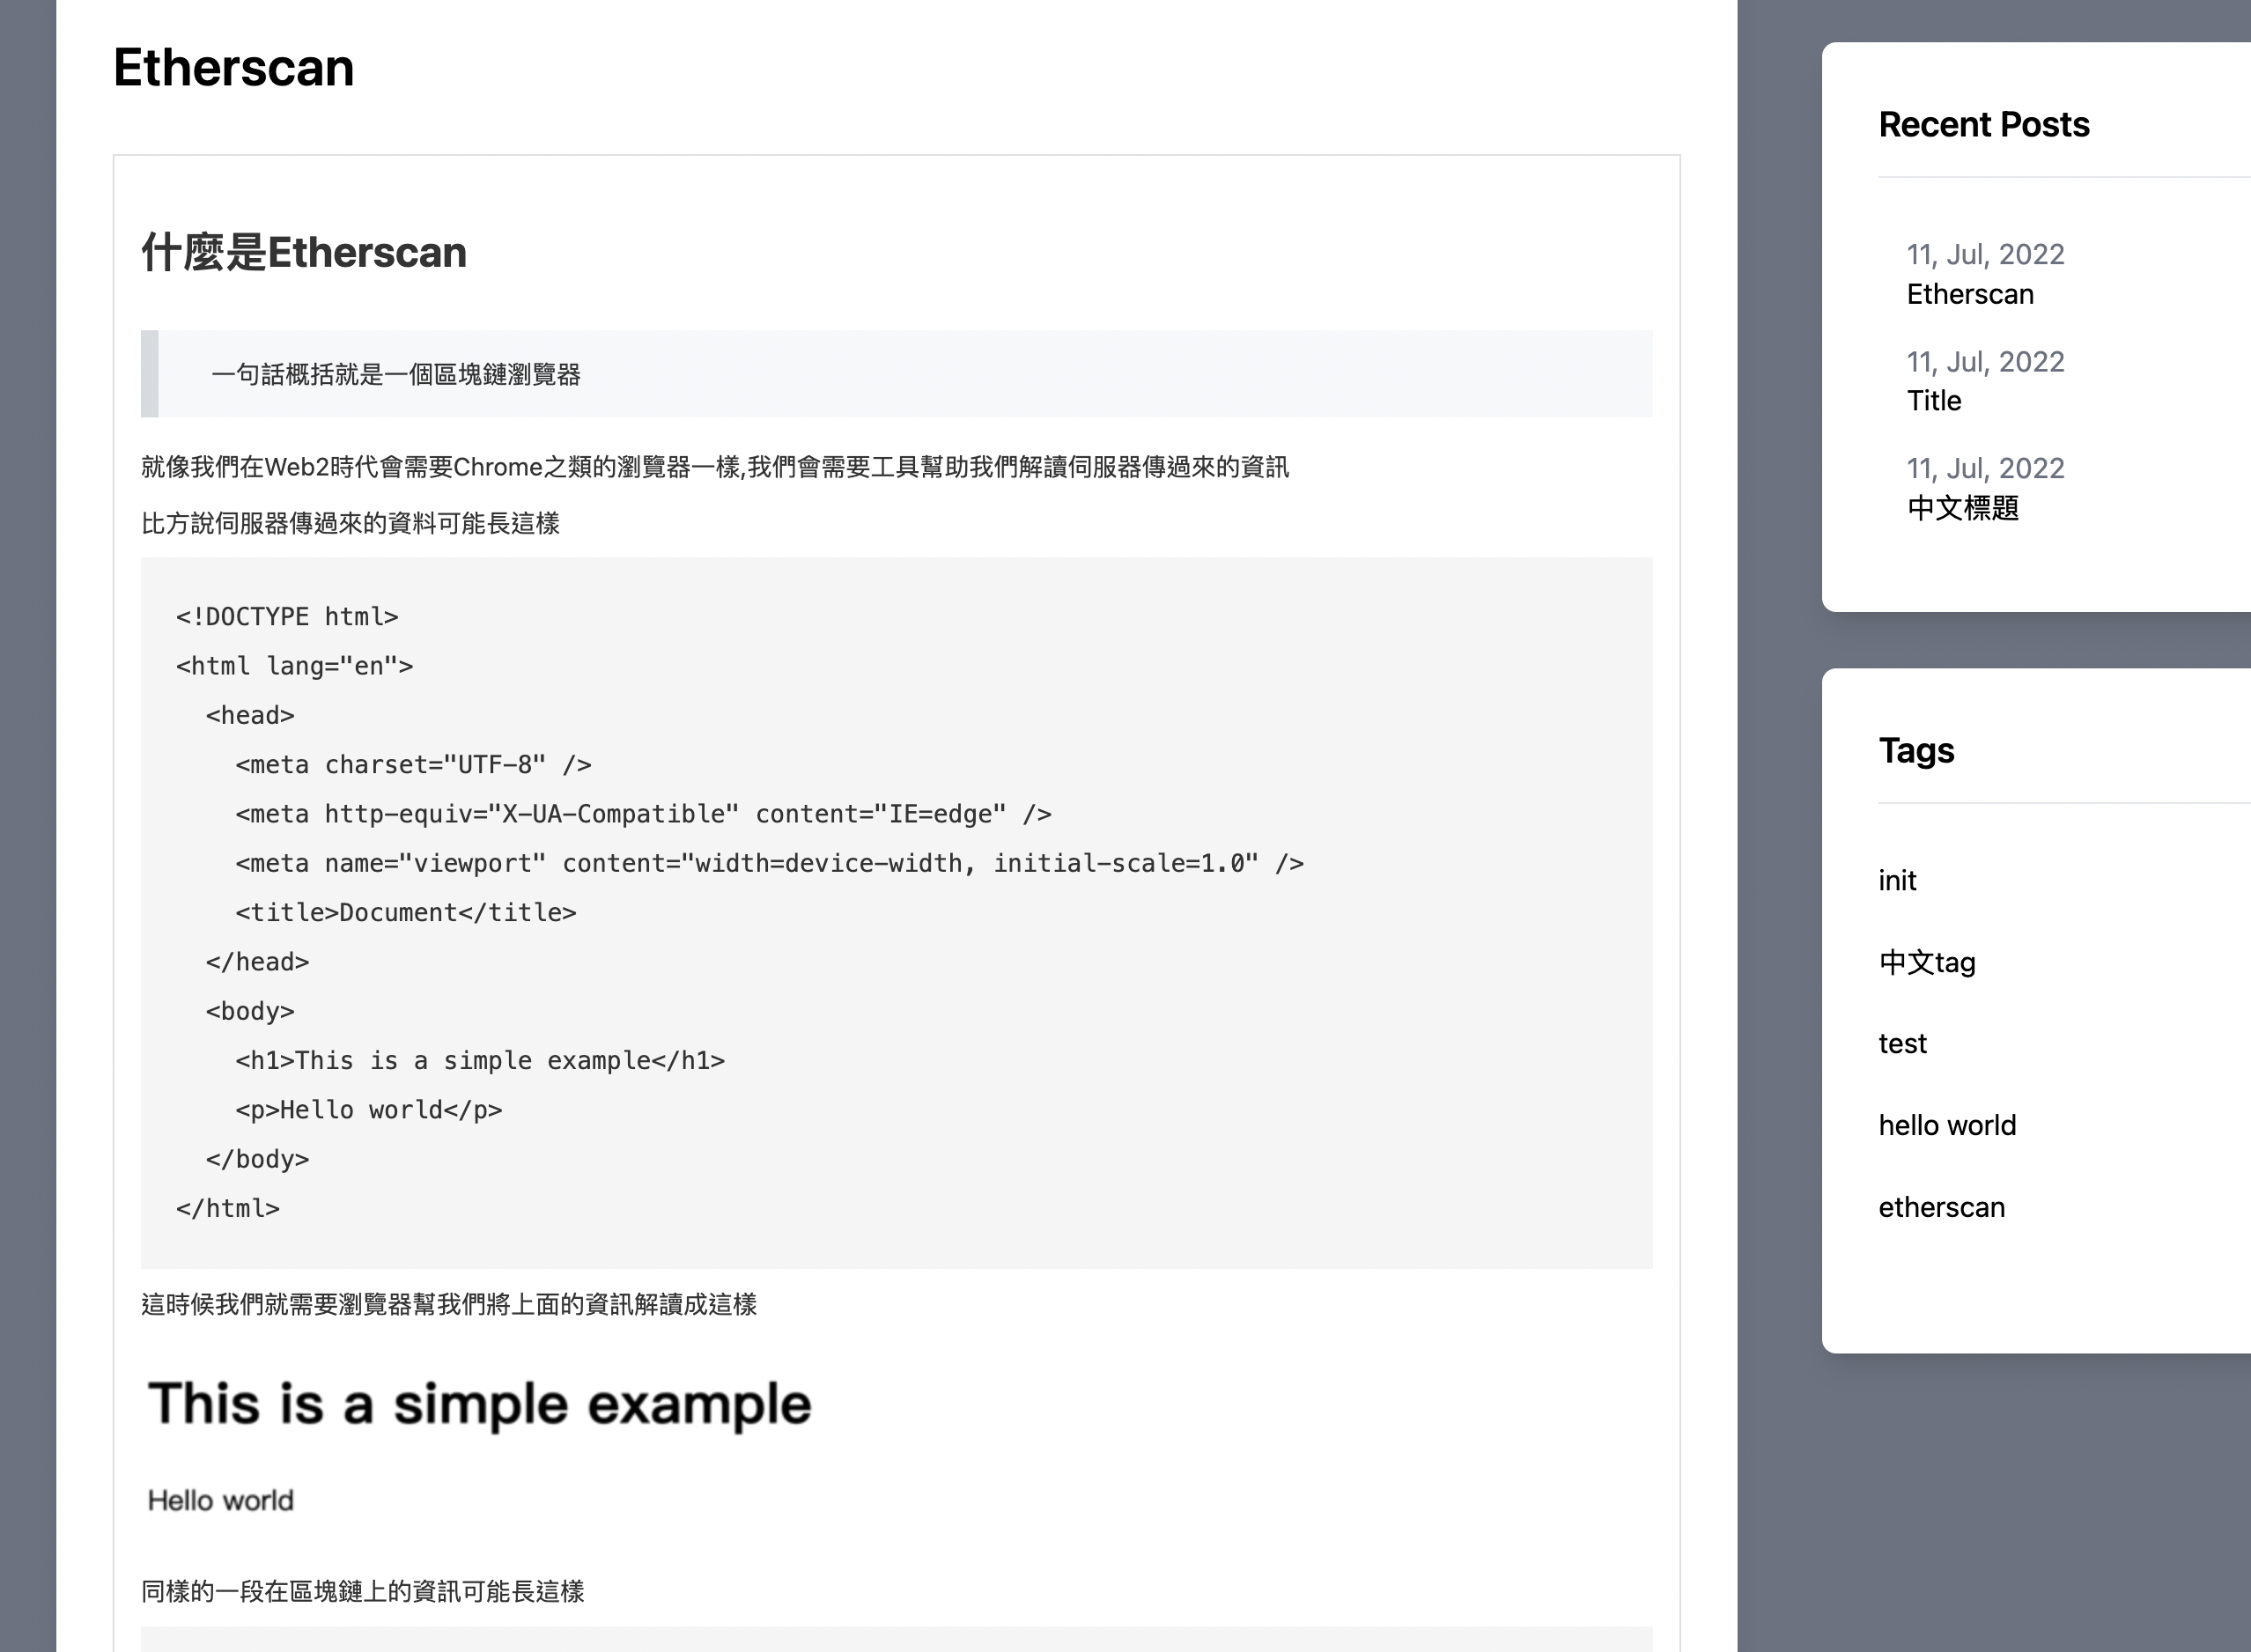 Etherscan
什麼是Etherscan
一句話概括就是一個區塊鏈瀏覽器
就像我們在Web2時代會需要Chrome之類的瀏覽器一樣,我們會需要工具幫助我們解讀伺服器傳過來的資訊
比方說伺服器傳過來的資料可能長這樣
<!DOCTYPE html>
<html lang="en">
  <head>
    <meta charset="UTF-8" />
    <meta http-equiv="X-UA-Compatible" content="IE=edge" />
    <meta name="viewport" content="width=device-width, initial-scale=1.0" />
    <title>Document</title>
  </head>
  <body>
    <h1>This is a simple example</h1>
    <p>Hello world</p>
  </body>
</html>
這時候我們就需要瀏覽器幫我們將上面的資訊解讀成這樣
This is a simple example
Hello world
同樣的一段在區塊鏈上的資訊可能長這樣
Recent Posts
11, Jul, 2022
Etherscan
11, Jul, 2022
Title
11, Jul, 2022
中文標題
Tags
init
中文tag
test
hello world
etherscan